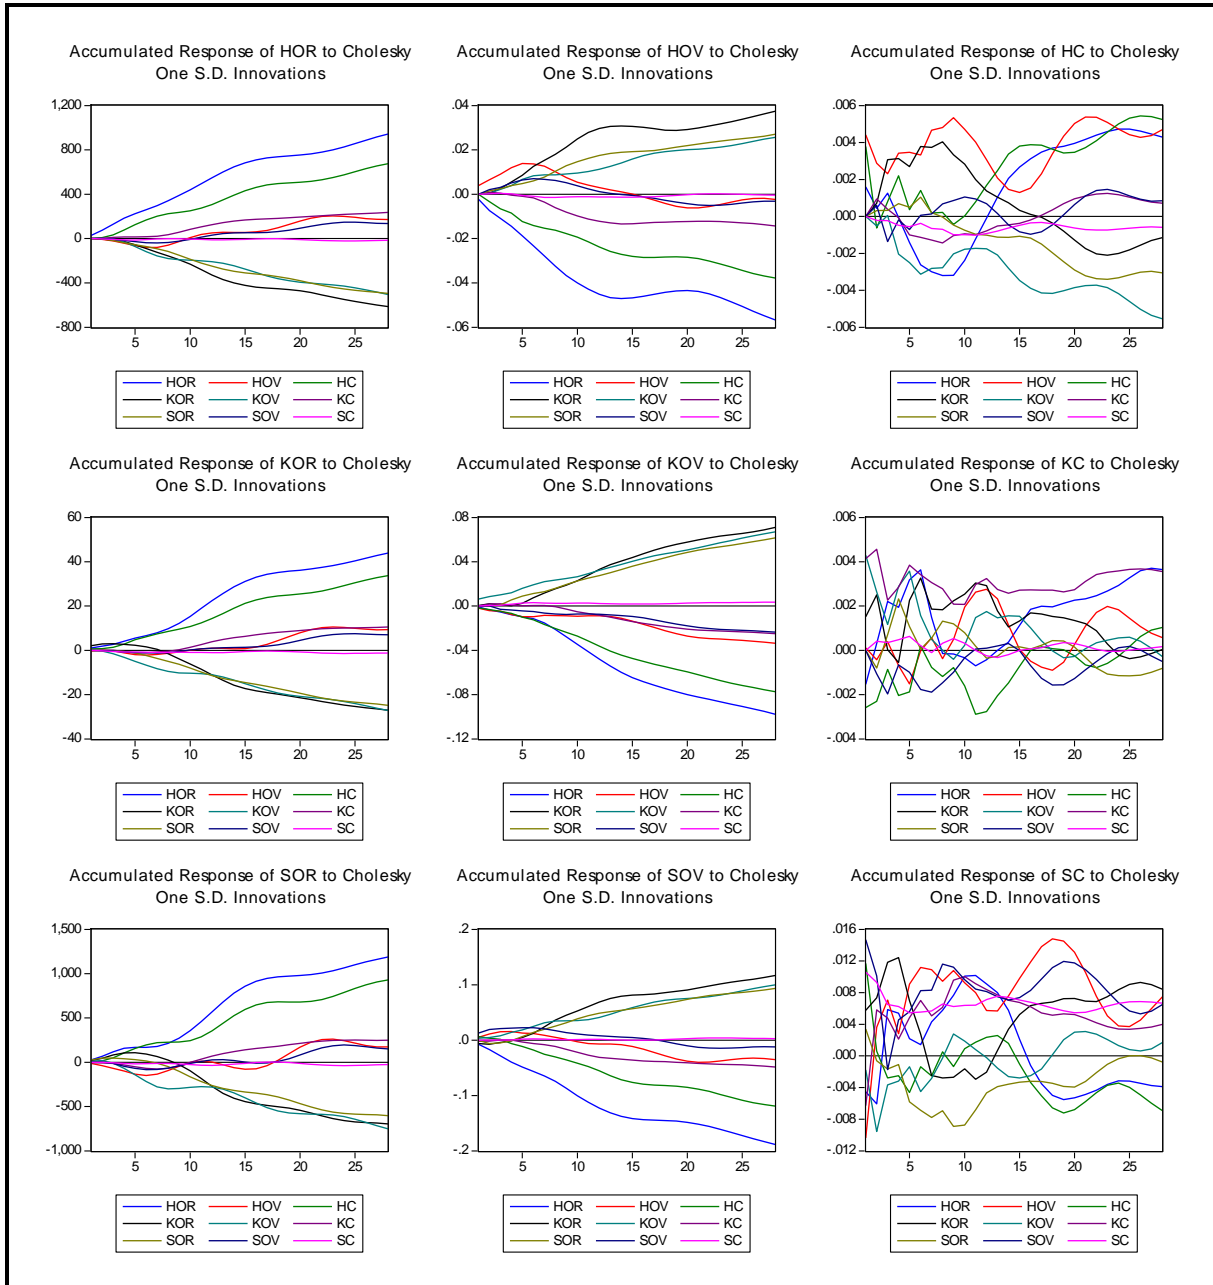 Accumulated Response of HOR to Cholesky
One S.D. Innovations
1,200
800
400
0
-400
-800
5 10 15 20 25
HOR HOV HC
KOR KOV KC
SOR SOV SC
Accumulated Response of HOV to Cholesky
One S.D. Innovations
.04
.02
.00
-.02
-.04
-.06
5 10 15 20 25
HOR HOV HC
KOR KOV KC
SOR SOV SC
Accumulated Response of HC to Cholesky
One S.D. Innovations
.006
.004
.002
.000
-.002
-.004
-.006
5 10 15 20 25
HOR HOV HC
KOR KOV KC
SOR SOV SC
Accumulated Response of KOR to Cholesky
One S.D. Innovations
60
40
20
0
-20
-40
5 10 15 20 25
HOR HOV HC
KOR KOV KC
SOR SOV SC
Accumulated Response of KOV to Cholesky
One S.D. Innovations
.08
.04
.00
-.04
-.08
-.12
5 10 15 20 25
HOR HOV HC
KOR KOV KC
SOR SOV SC
Accumulated Response of KC to Cholesky
One S.D. Innovations
.006
.004
.002
.000
-.002
-.004
5 10 15 20 25
HOR HOV HC
KOR KOV KC
SOR SOV SC
Accumulated Response of SOR to Cholesky
One S.D. Innovations
1,500
1,000
500
0
-500
-1,000
5 10 15 20 25
HOR HOV HC
KOR KOV KC
SOR SOV SC
Accumulated Response of SOV to Cholesky
One S.D. Innovations
.2
.1
.0
-.1
-.2
5 10 15 20 25
HOR HOV HC
KOR KOV KC
SOR SOV SC
Accumulated Response of SC to Cholesky
One S.D. Innovations
.016
.012
.008
.004
.000
-.004
-.008
-.012
5 10 15 20 25
HOR HOV HC
KOR KOV KC
SOR SOV SC